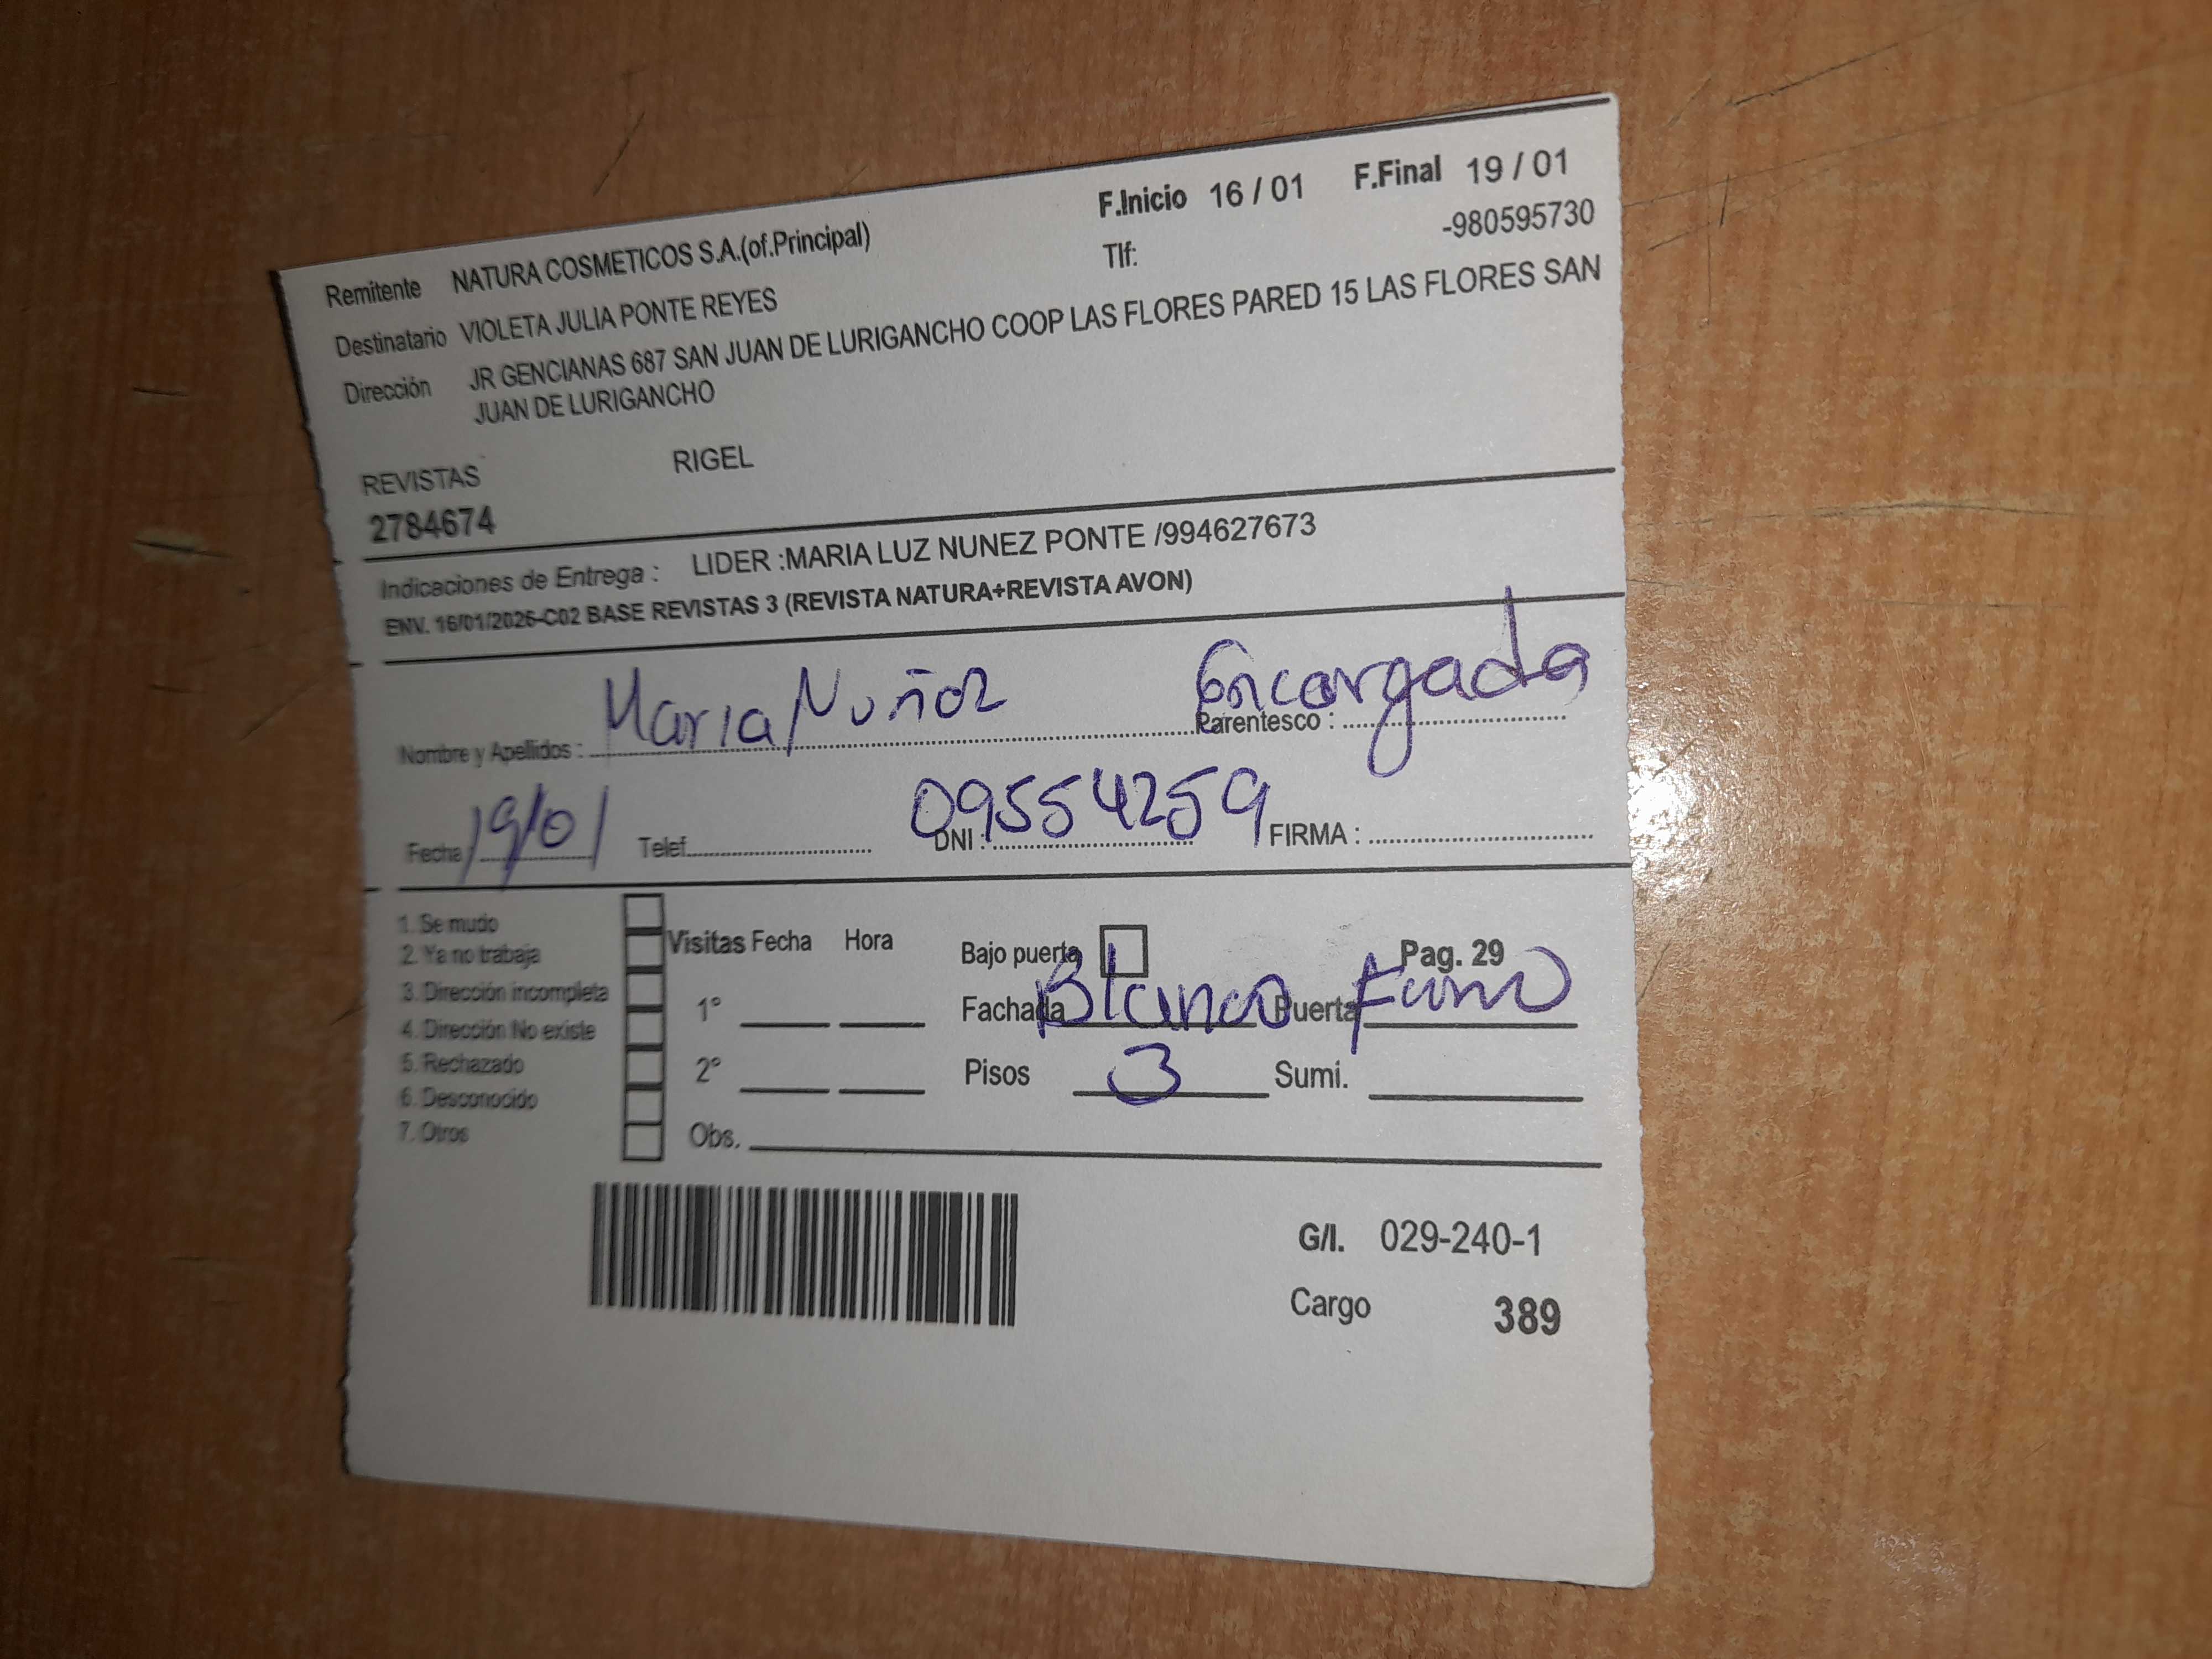 F.Inicio 16 / 01 F.Final 19 / 01
Remitente NATURA COSMETICOS S.A.(of.Principal) Tlf: -980595730
Destinatario VIOLETA JULIA PONTE REYES
Dirección JR GENCIANAS 687 SAN JUAN DE LURIGANCHO COOP LAS FLORES PARED 15 LAS FLORES SAN
JUAN DE LURIGANCHO
REVISTAS RIGEL
2784674
Indicaciones de Entrega : LIDER :MARIA LUZ NUNEZ PONTE /994627673
ENV. 16/01/2026-C02 BASE REVISTAS 3 (REVISTA NATURA+REVISTA AVON)
Nombre y Apellidos : Maria Nuñez Parentesco : Encargada
Fecha 19/01 Telef. DNI : 09554259 FIRMA :
1. Se mudo
2. Ya no trabaja
3. Dirección incompleta
4. Dirección No existe
5. Rechazado
6. Desconocido
7. Otros
Visitas Fecha Hora Bajo puerta Pag. 29
1° Fachada Blanco Puerta
2° Pisos 3 Sumi.
Obs.
G/I. 029-240-1
Cargo 389